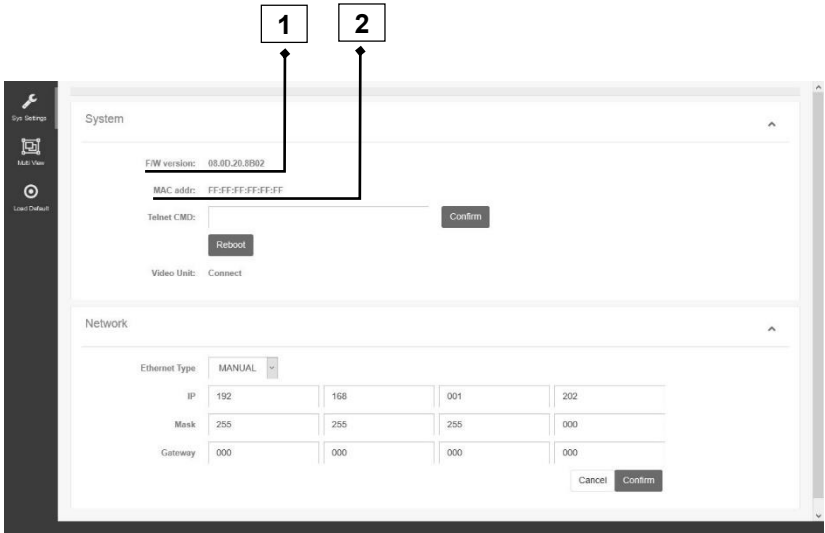 1 2
Sys Settings
Multi View
Load Default
System
F/W version: 08.0D.20.8B02
MAC addr: FF:FF:FF:FF:FF:FF
Telnet CMD: Confirm
Reboot
Video Unit: Connect
Network
Ethernet Type MANUAL
IP 192 168 001 202
Mask 255 255 255 000
Gateway 000 000 000 000
Cancel Confirm